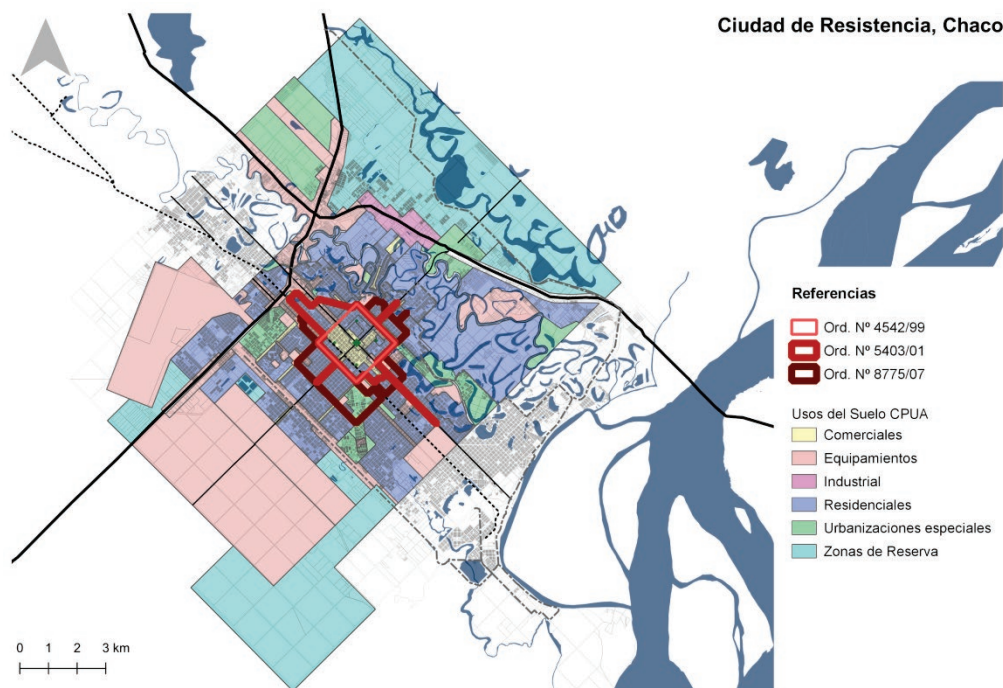 Ciudad de Resistencia, Chaco
Referencias
Ord. Nº 4542/99
Ord. Nº 5403/01
Ord. Nº 8775/07
Usos del Suelo CPUA
Comerciales
Equipamientos
Industrial
Residenciales
Urbanizaciones especiales
Zonas de Reserva
0 1 2 3 km